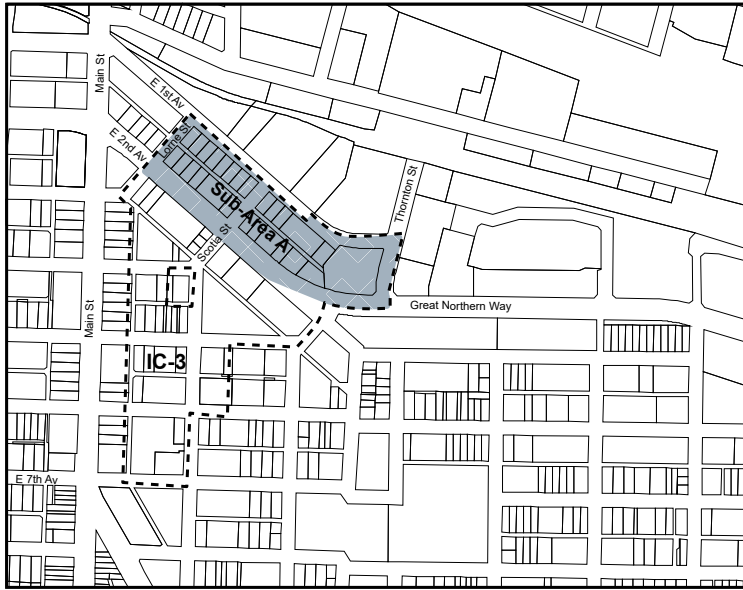 Main St
E 1st Av
E 2nd Av
Lorne St
Sub Area A
Scotia St
Thornton St
Great Northern Way
Main St
IC-3
E 7th Av